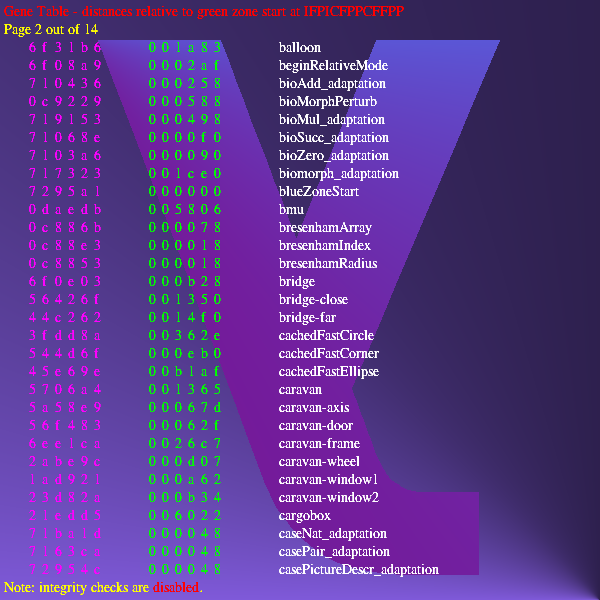 Gene Table - distances relative to green zone start at IFPICFPPCFFPP
Page 2 out of 14
6 f 3 1 b 6 0 0 1 a 8 3 balloon
6 f 0 8 a 9 0 0 0 2 a f beginRelativeMode
7 1 0 4 3 6 0 0 0 2 5 8 bioAdd_adaptation
0 c 9 2 2 9 0 0 0 5 8 8 bioMorphPerturb
7 1 9 1 5 3 0 0 0 4 9 8 bioMul_adaptation
7 1 0 6 8 e 0 0 0 0 f 0 bioSucc_adaptation
7 1 0 3 a 6 0 0 0 0 9 0 bioZero_adaptation
7 1 7 3 2 3 0 0 1 c e 0 biomorph_adaptation
7 2 9 5 a 1 0 0 0 0 0 0 blueZoneStart
0 d a e d b 0 0 5 8 0 6 bmu
0 c 8 8 6 b 0 0 0 0 7 8 bresenhamArray
0 c 8 8 e 3 0 0 0 0 1 8 bresenhamIndex
0 c 8 8 5 3 0 0 0 0 1 8 bresenhamRadius
6 f 0 e 0 3 0 0 0 b 2 8 bridge
5 6 4 2 6 f 0 0 1 3 5 0 bridge-close
4 4 c 2 6 2 0 0 1 4 f 0 bridge-far
3 f d d 8 a 0 0 3 6 2 e cachedFastCircle
5 4 4 d 6 f 0 0 0 e b 0 cachedFastCorner
4 5 e 6 9 e 0 0 b 1 a f cachedFastEllipse
5 7 0 6 a 4 0 0 1 3 6 5 caravan
5 a 5 8 e 9 0 0 0 6 7 d caravan-axis
5 6 f 4 8 3 0 0 0 6 2 f caravan-door
6 e e 1 c a 0 0 2 6 c 7 caravan-frame
2 a b c 9 c 0 0 0 d 0 7 caravan-wheel
1 a d 9 2 1 0 0 0 a 6 2 caravan-window1
2 3 d 8 2 a 0 0 0 b 3 4 caravan-window2
0 0 6 0 2 2 cargobox
0 0 0 0 4 8 caseNat_adaptation
0 0 0 0 4 8 casePair_adaptation
0 0 0 0 4 8 casePictureDescr_adaptation
Note: integrity checks are disabled.